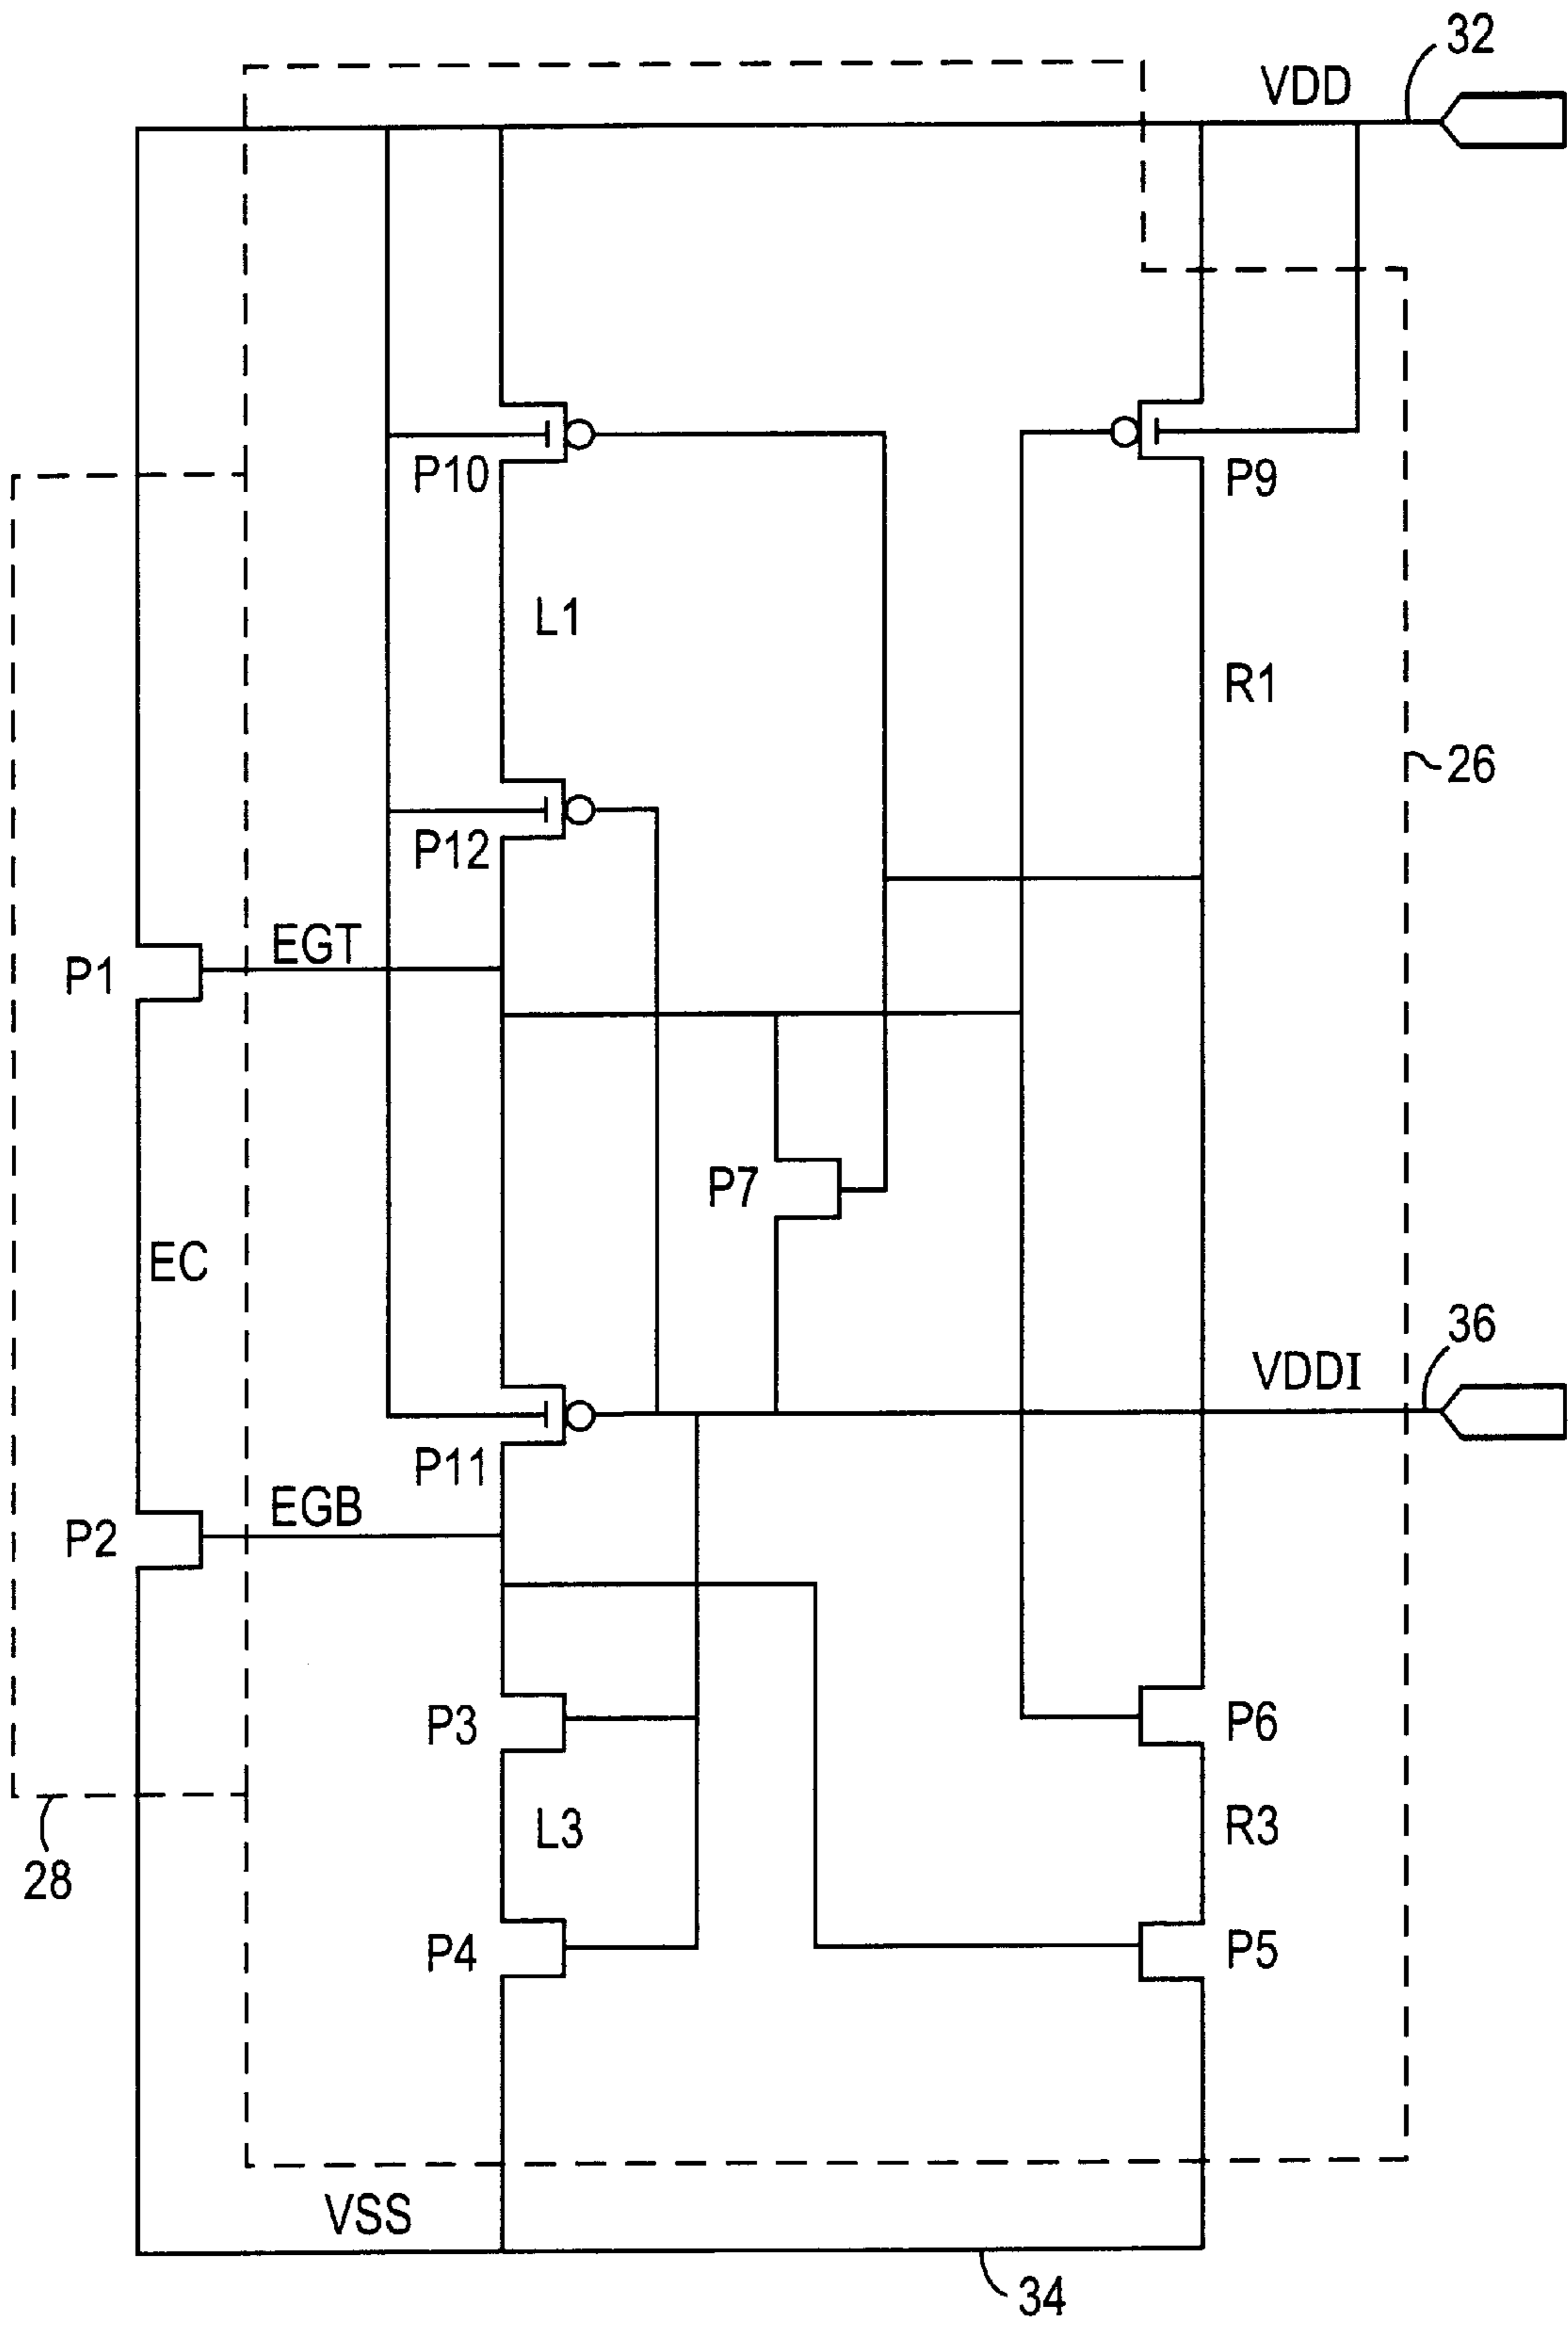 32
VDD
P10
P9
L1
R1
26
P12
EGT
P1
P7
EC
36
VDDI
P11
EGB
P2
P3
P6
L3
R3
28
P4
P5
VSS
34